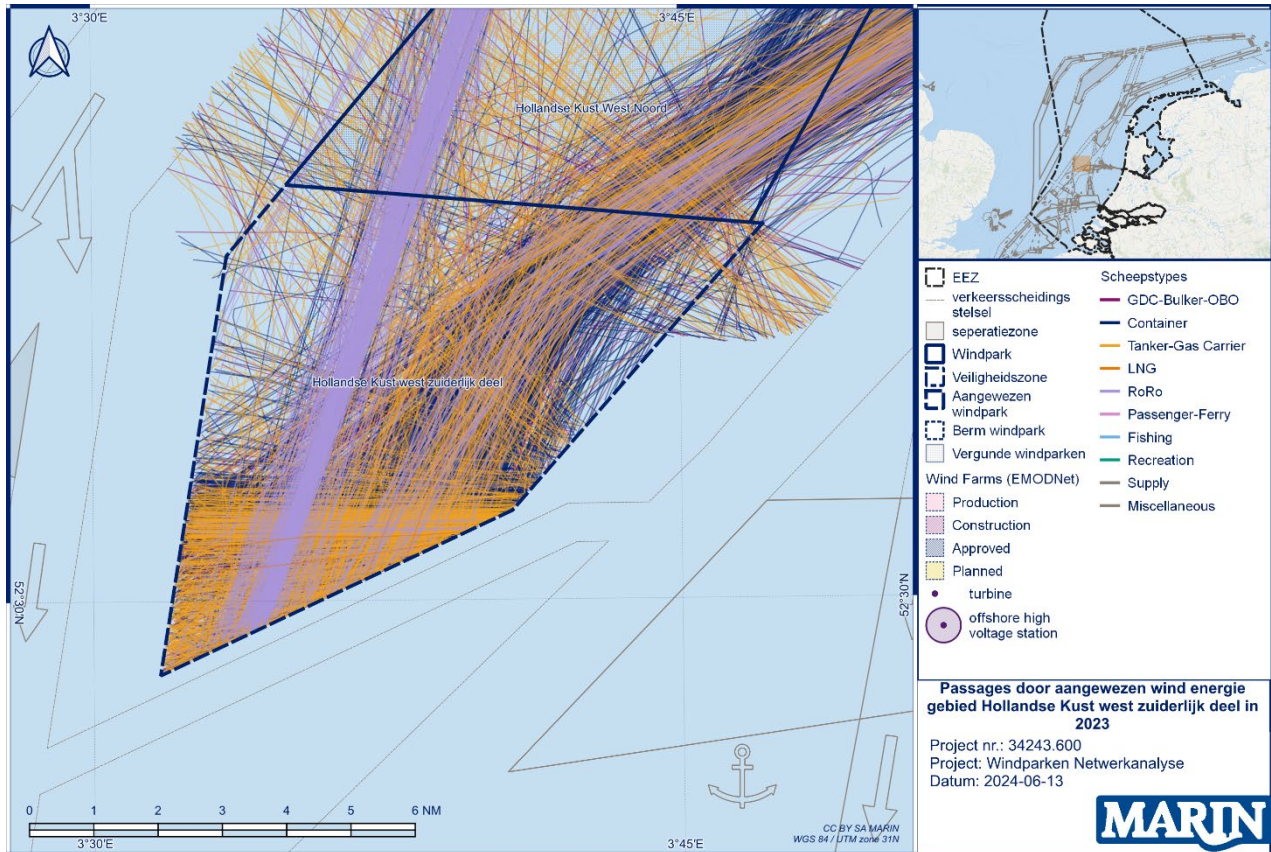 3°30'E
3°45'E
Hollandse Kust West Noord
Hollandse Kust west zuiderlijk deel
52°30'N
52°30'N
0 1 2 3 4 5 6 NM
3°30'E
3°45'E
CC BY SA MARIN
WGS 84 / UTM zone 31N
EEZ
verkeersscheidings
stelsel
seperatiezone
Windpark
Veiligheidszone
Aangewezen
windpark
Berm windpark
Vergunde windparken
Wind Farms (EMODNet)
Production
Construction
Approved
Planned
turbine
offshore high
voltage station
Scheepstypes
GDC-Bulker-OBO
Container
Tanker-Gas Carrier
LNG
RoRo
Passenger-Ferry
Fishing
Recreation
Supply
Miscellaneous
Passages door aangewezen wind energie
gebied Hollandse Kust west zuiderlijk deel in
2023
Project nr.: 34243.600
Project: Windparken Netwerkanalyse
Datum: 2024-06-13
MARIN